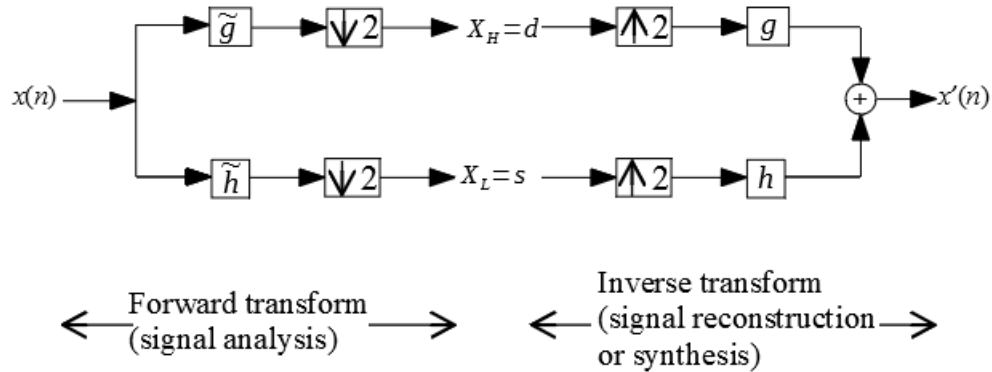 g̃ ↓2 X_H=d ↑2 g
x(n) + x′(n)
h̃ ↓2 X_L=s ↑2 h
Forward transform
(signal analysis)
Inverse transform
(signal reconstruction
or synthesis)